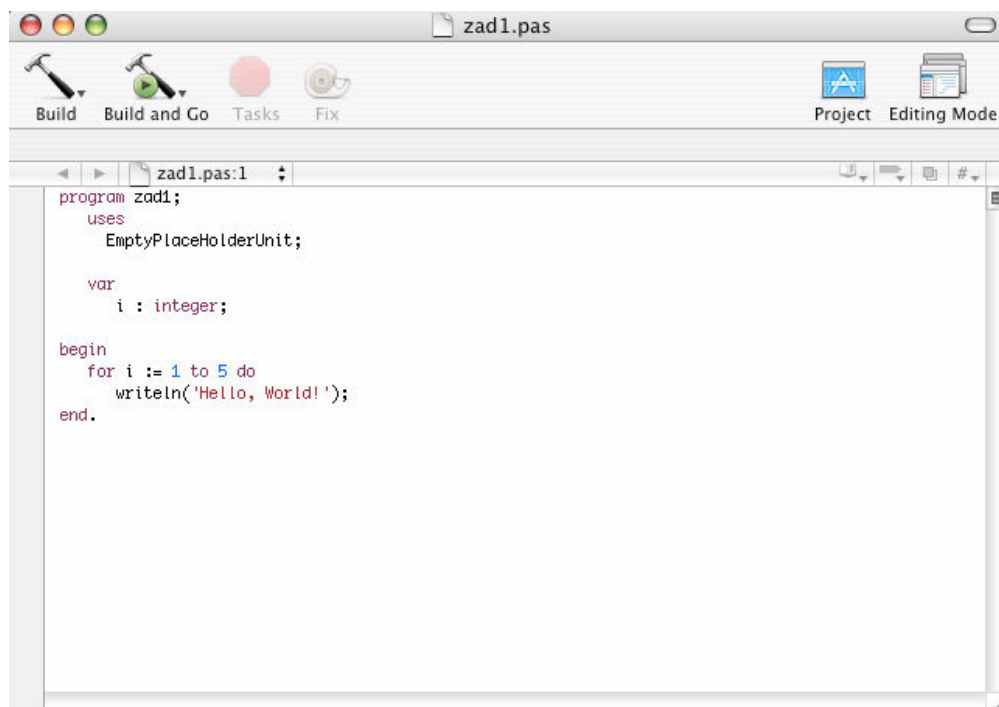 zad1.pas
Build Build and Go Tasks Fix Project Editing Mode
zad1.pas:1 #
program zad1;
uses
EmptyPlaceHolderUnit;
var
i : integer;
begin
for i := 1 to 5 do
writeln('Hello, World!');
end.